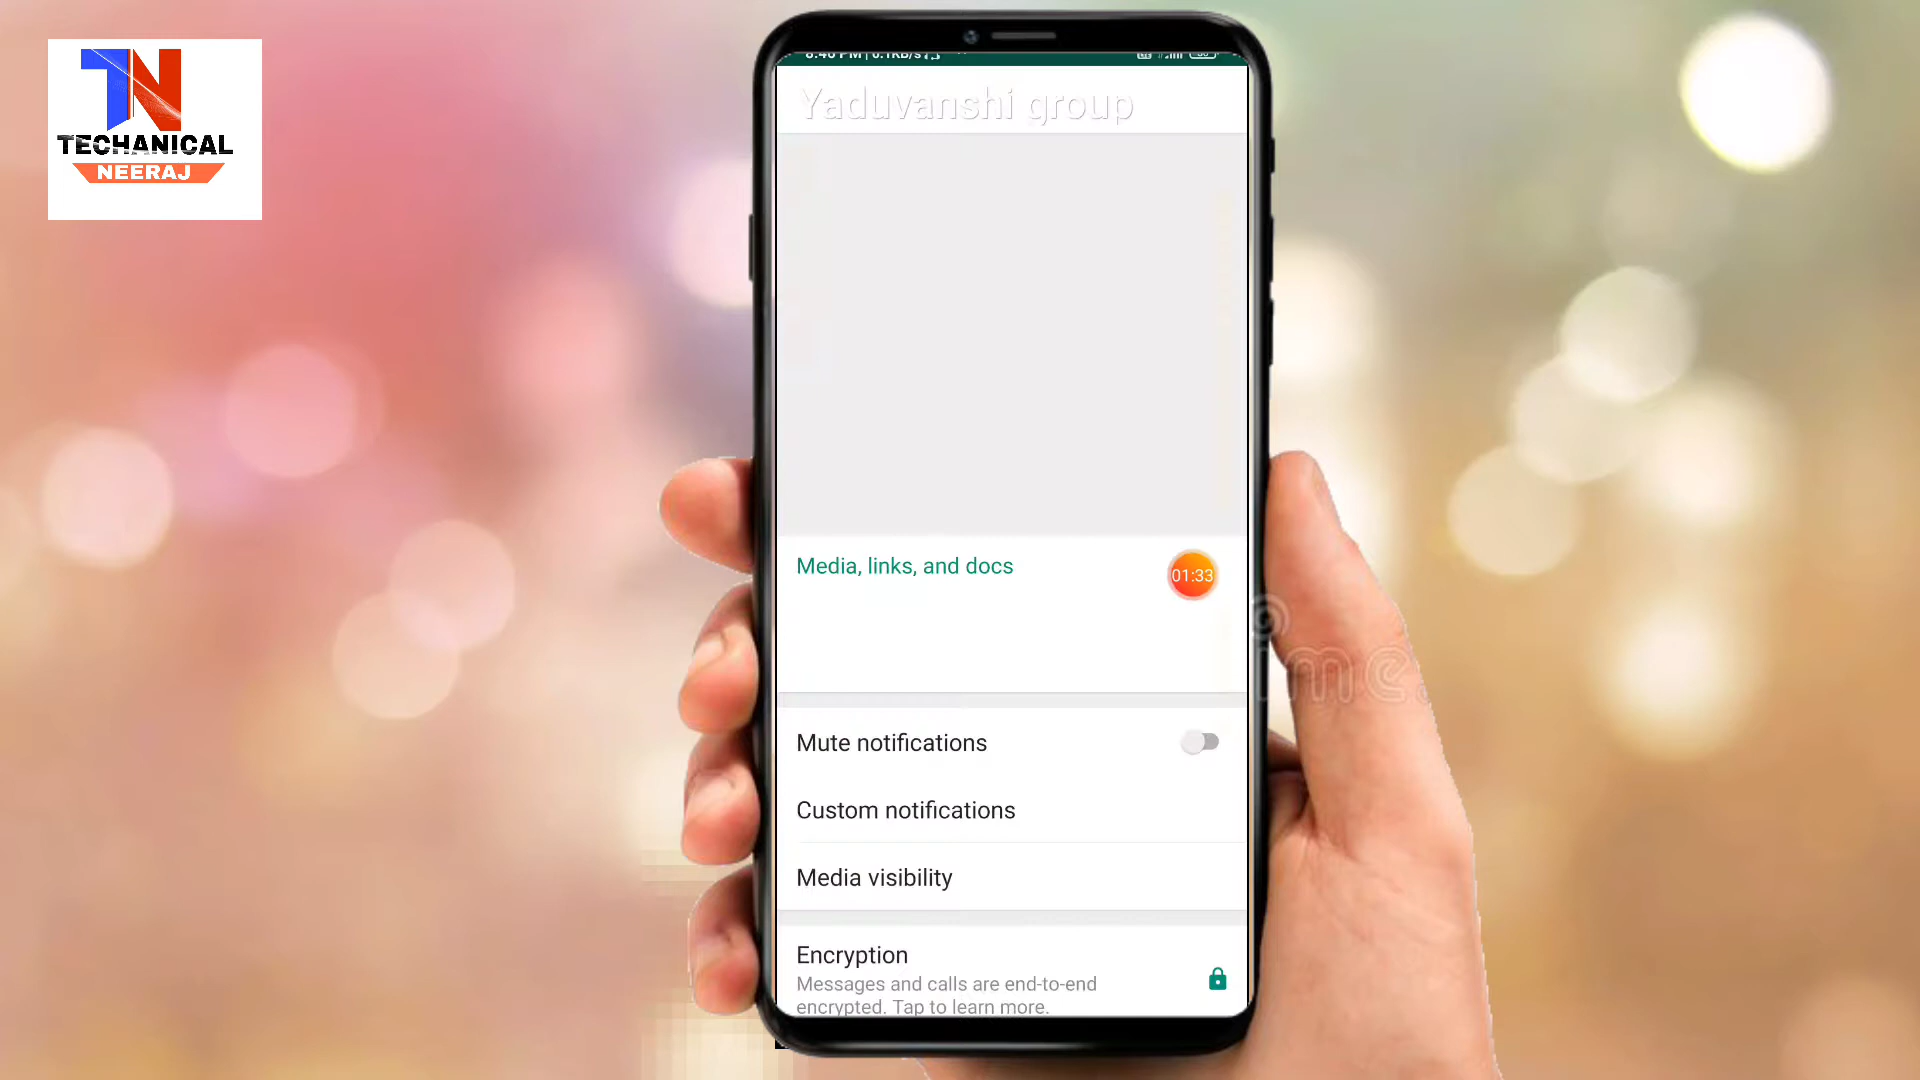 TN
TECHANICAL
NEERAJ
Yaduvanshi group
Media, links, and docs
01:33
Mute notifications
Custom notifications
Media visibility
Encryption
Messages and calls are end-to-end
encrypted. Tap to learn more.